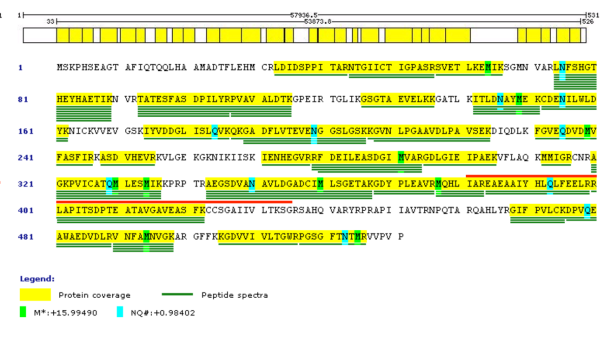 1 57936.5 531
33 53873.8 526
1 MSKPHSEAGT AFIQTQQLHA AMADTFLEHM CRLDIDSPPI TARNTGIICT IGPASRSVET LKEMIKSGMN VARLNFSHGT
81 HEYHAETIKN VRTATESFAS DPILYRPVAV ALDTKGPEIR TGLIKGSGTA EVELKKGATL KITLDNAYME KCDENILWLD
161 YKNICKVVEV GSKIYVDDGL ISLQVKQKGA DFLVTEVENG GSLGSKKGVN LPGAAVDLPA VSEKDIQDLK FGVEQDVDMV
241 FASFIRKASD VHEVRKVLGE KGKNIKIISK IENHEGVRRF DEILEASDGI MVARGDLGIE IPAEKVFLAQ KMMIGRCNRA
321 GKPVICATQM LESMIKKPRP TRAEGSDVAN AVLDGADCIM LSGETAKGDY PLEAVRMQHL IAREAEAAIY HLQLFEELRR
401 LAPITSDPTE ATAVGAVEAS FKCCSGAIIV LTKSGRSAHQ VARYRPRAPI IAVTRNPQTA RQAHLYRGIF PVLCKDPVQE
481 AWAEDVDLRV NFAMNVGKAR GFFKKGDVVI VLTGWRPGSG FTNTMRVVPV P
Legend:
Protein coverage Peptide spectra
M*:+15.99490 NQ#:+0.98402